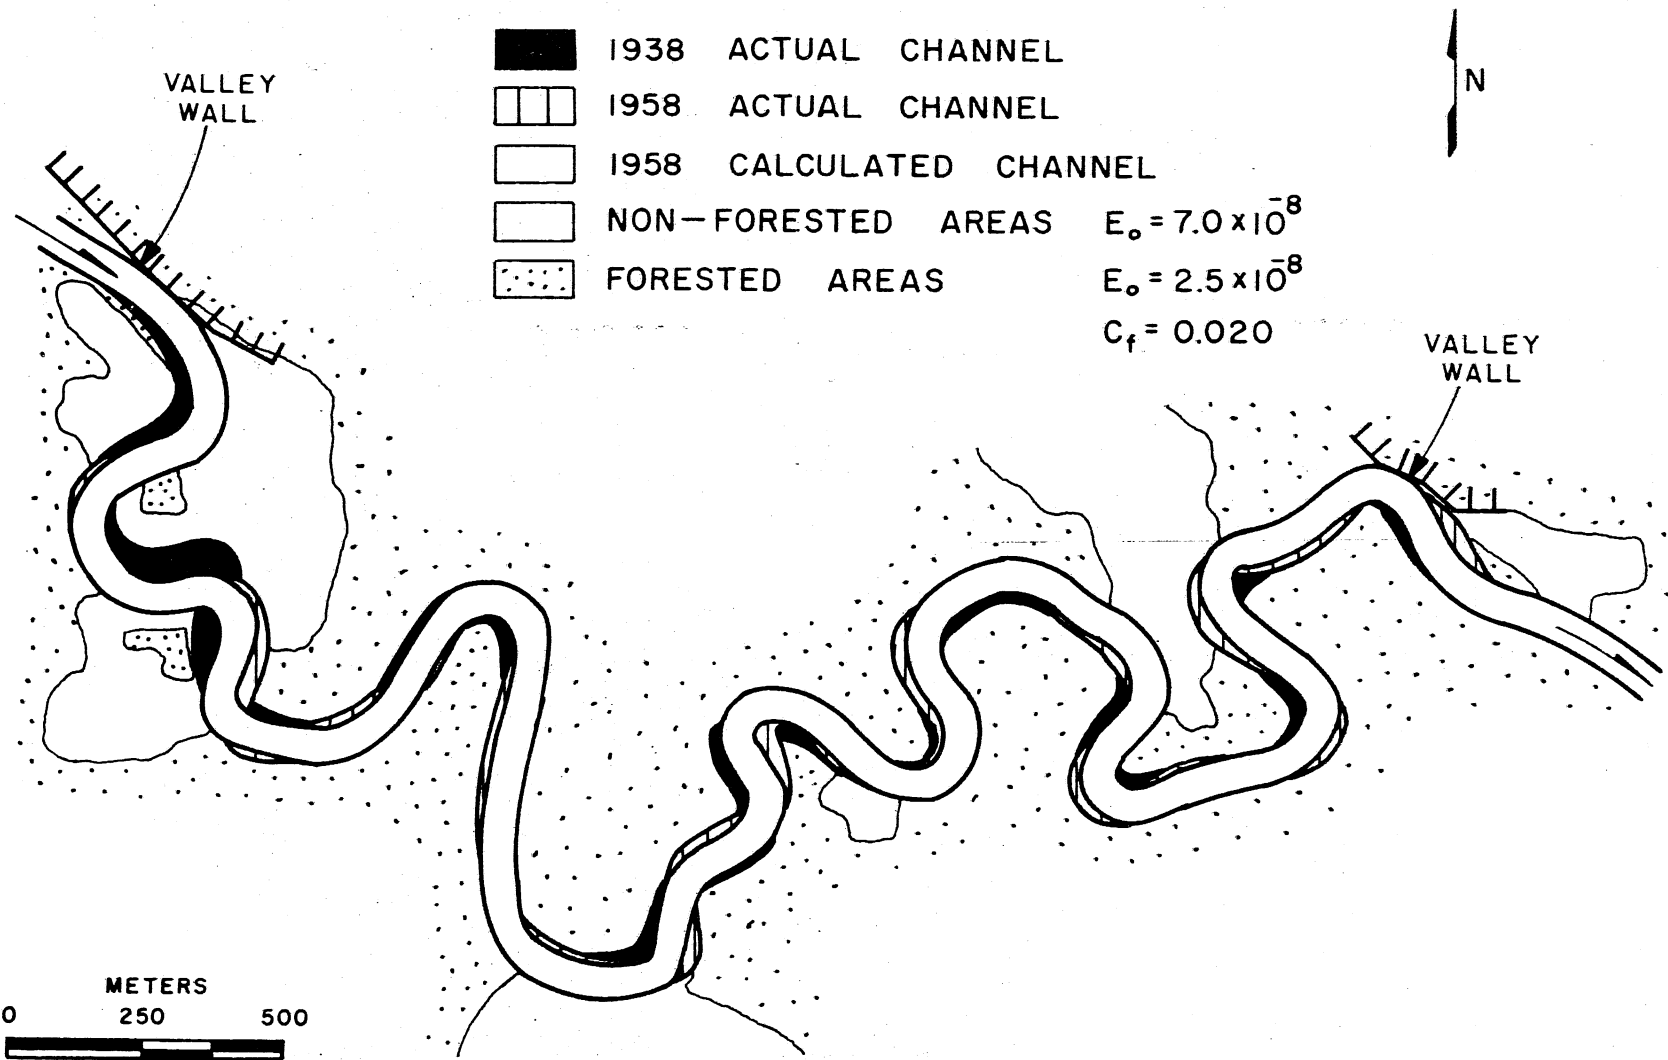 1938 ACTUAL CHANNEL
1958 ACTUAL CHANNEL
1958 CALCULATED CHANNEL
NON-FORESTED AREAS E₀ = 7.0 x 10⁻⁸
FORESTED AREAS E₀ = 2.5 x 10⁻⁸
C_f = 0.020
N
VALLEY
WALL
VALLEY
WALL
METERS
0 250 500